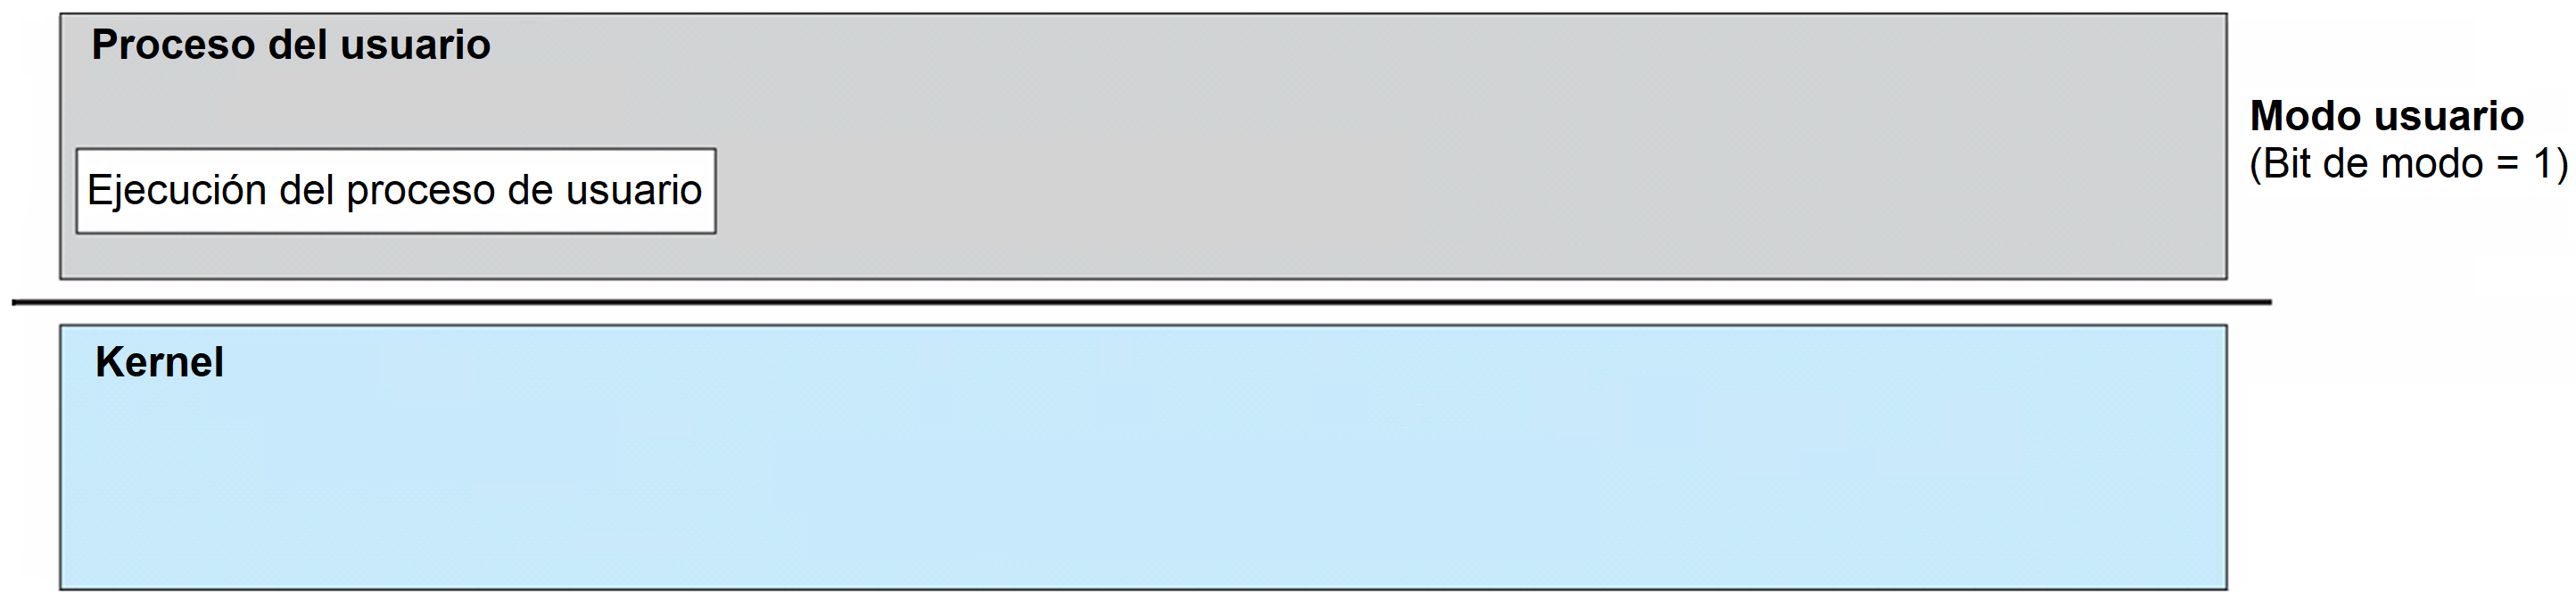 Proceso del usuario
Ejecución del proceso de usuario
Modo usuario
(Bit de modo = 1)
Kernel